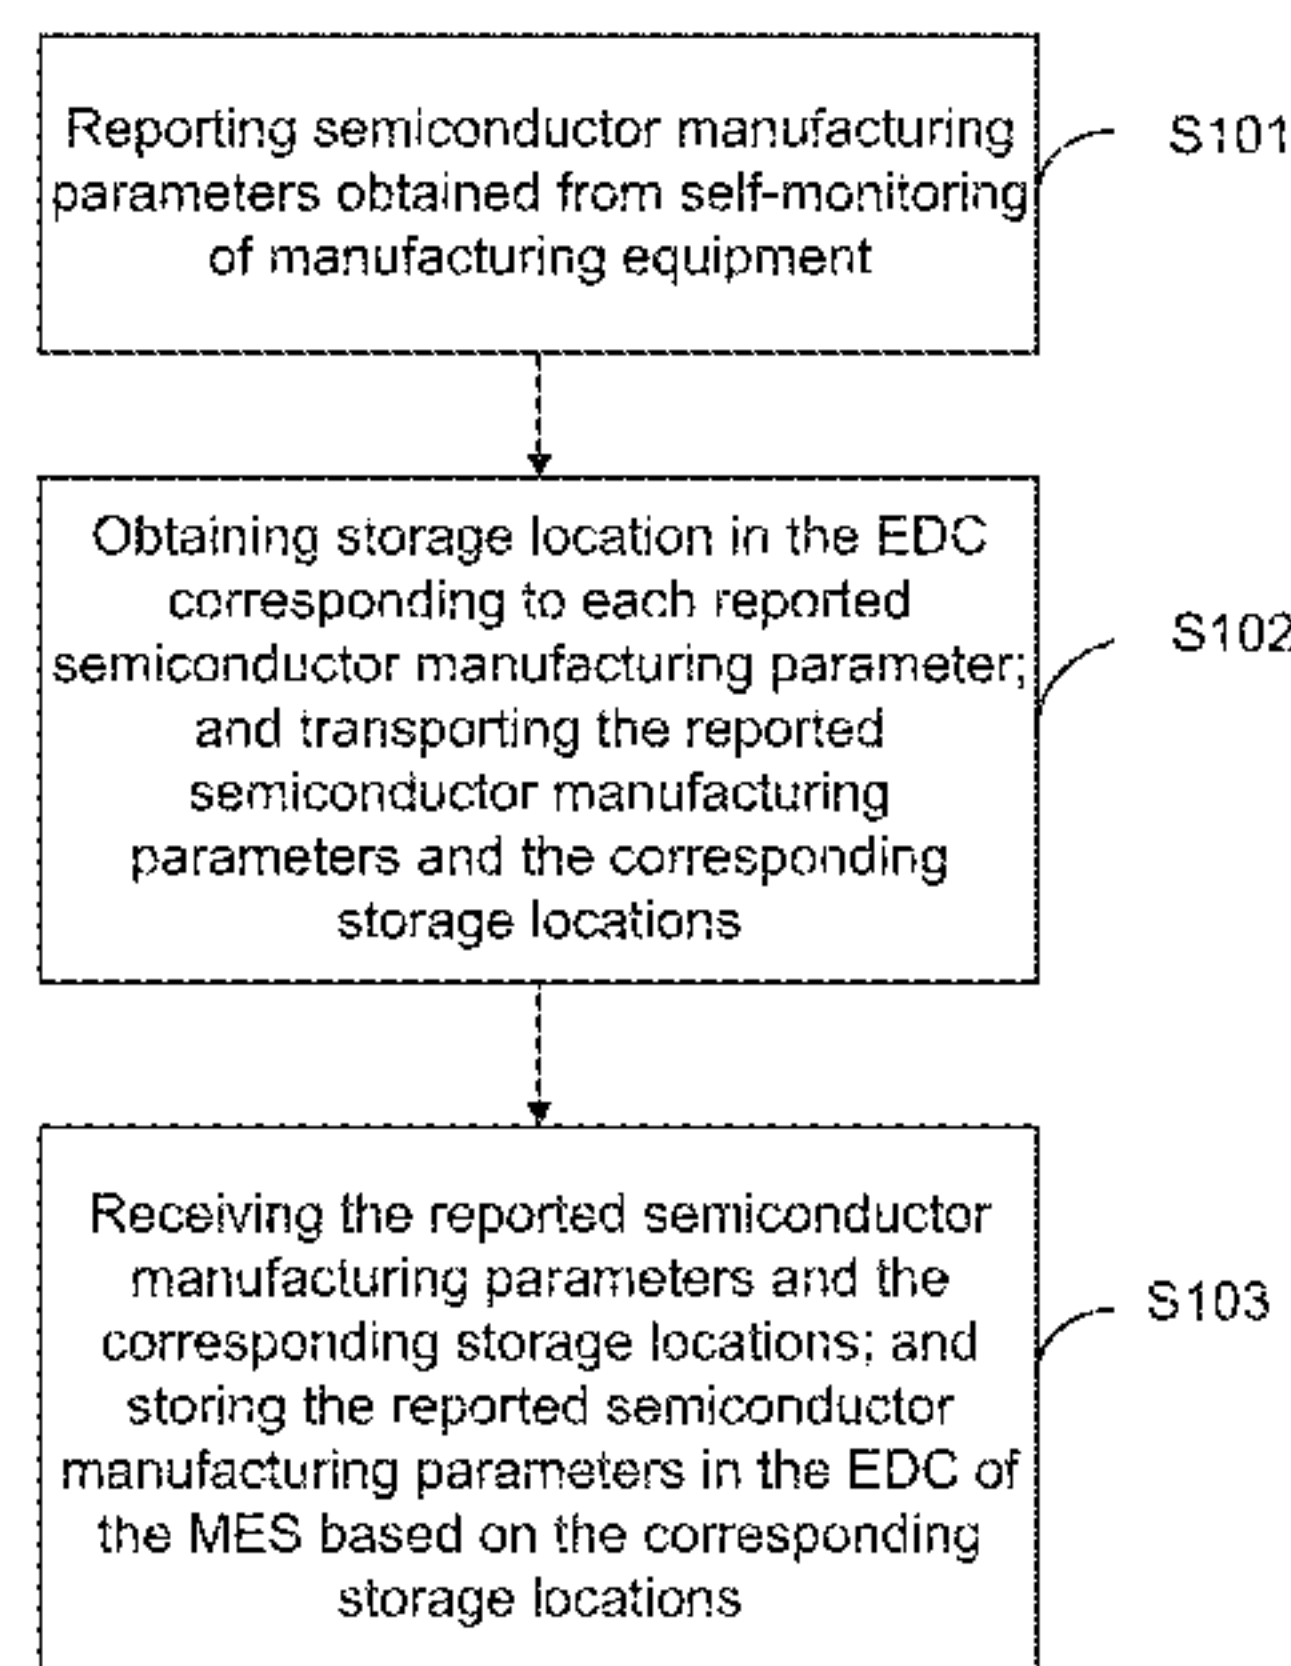 Reporting semiconductor manufacturing
parameters obtained from self-monitoring
of manufacturing equipment
S101
Obtaining storage location in the EDC
corresponding to each reported
semiconductor manufacturing parameter;
and transporting the reported
semiconductor manufacturing
parameters and the corresponding
storage locations
S102
Receiving the reported semiconductor
manufacturing parameters and the
corresponding storage locations; and
storing the reported semiconductor
manufacturing parameters in the EDC of
the MES based on the corresponding
storage locations
S103